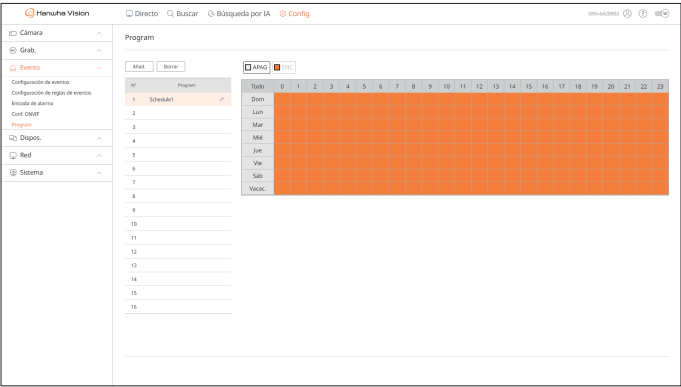 Hanwha Vision
Directo Buscar Búsqueda por IA Config.
XRN-6420RB2
Cámara
Grab.
Evento
Configuración de eventos
Configuración de reglas de eventos
Entrada de alarma
Conf. ONVIF
Program
Dispos.
Red
Sistema
Program
Añad. Borrar
Nº Program
1 Schedule1
2
3
4
5
6
7
8
9
10
11
12
13
14
15
16
APAG ENC
Todo 0 1 2 3 4 5 6 7 8 9 10 11 12 13 14 15 16 17 18 19 20 21 22 23
Dom
Lun
Mar
Mié
Jue
Vie
Sáb
Vacac.